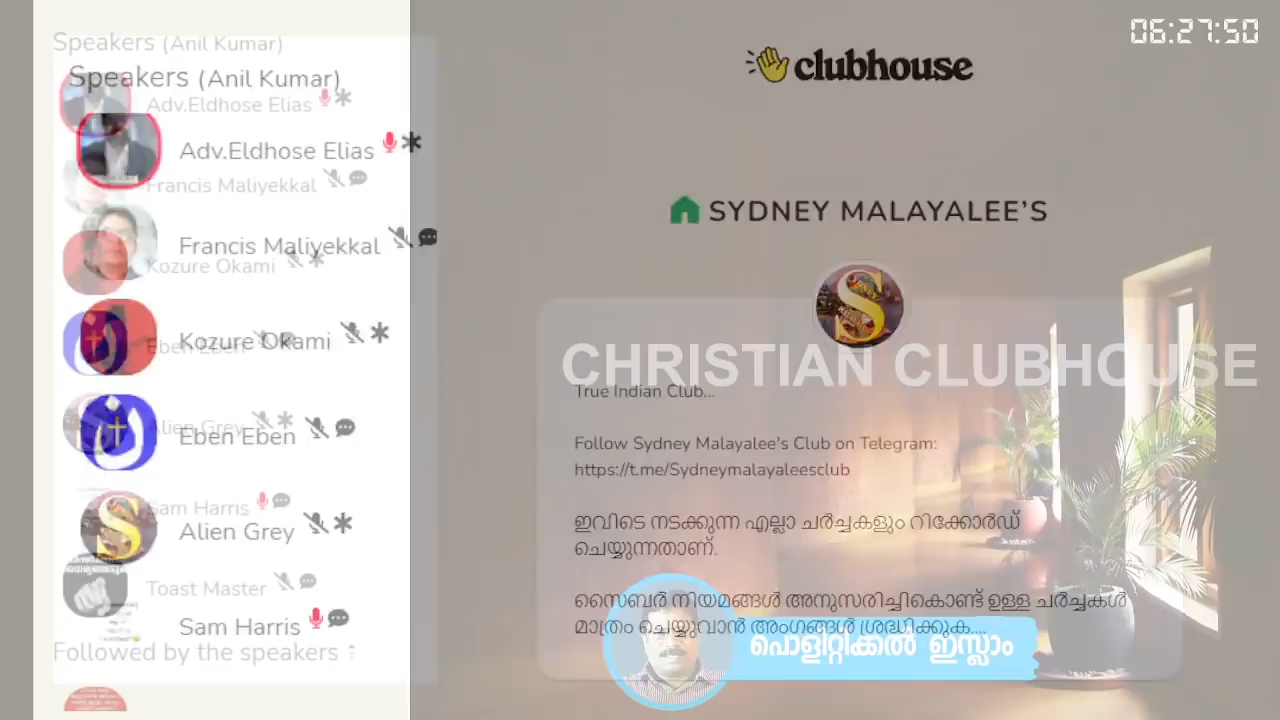 06:27:50
Speakers (Anil Kumar)
Speakers (Anil Kumar)
Adv.Eldhose Elias
Adv.Eldhose Elias
Francis Maliyekkal
Francis Maliyekkal
Kozure Okami
Kozure Okami
Eben Eben
Alien Grey
Eben Eben
Sam Harris
Alien Grey
Toast Master
Sam Harris
Followed by the speakers
clubhouse
SYDNEY MALAYALEE'S
CHRISTIAN CLUBHOUSE
True Indian Club...
Follow Sydney Malayalee's Club on Telegram:
https://t.me/Sydneymalayaleesclub
ഇവിടെ നടക്കുന്ന എല്ലാ ചർച്ചകളും റിക്കോർഡ്
ചെയ്യുന്നതാണ്.
സൈബർ നിയമങ്ങൾ അനുസരിച്ചികൊണ്ട് ഉള്ള ചർച്ചകൾ
മാത്രം ചെയ്യുവാൻ അംഗങ്ങൾ ശ്രദ്ധിക്കുക....
പൊളിറ്റിക്കൽ ഇസ്ലാം